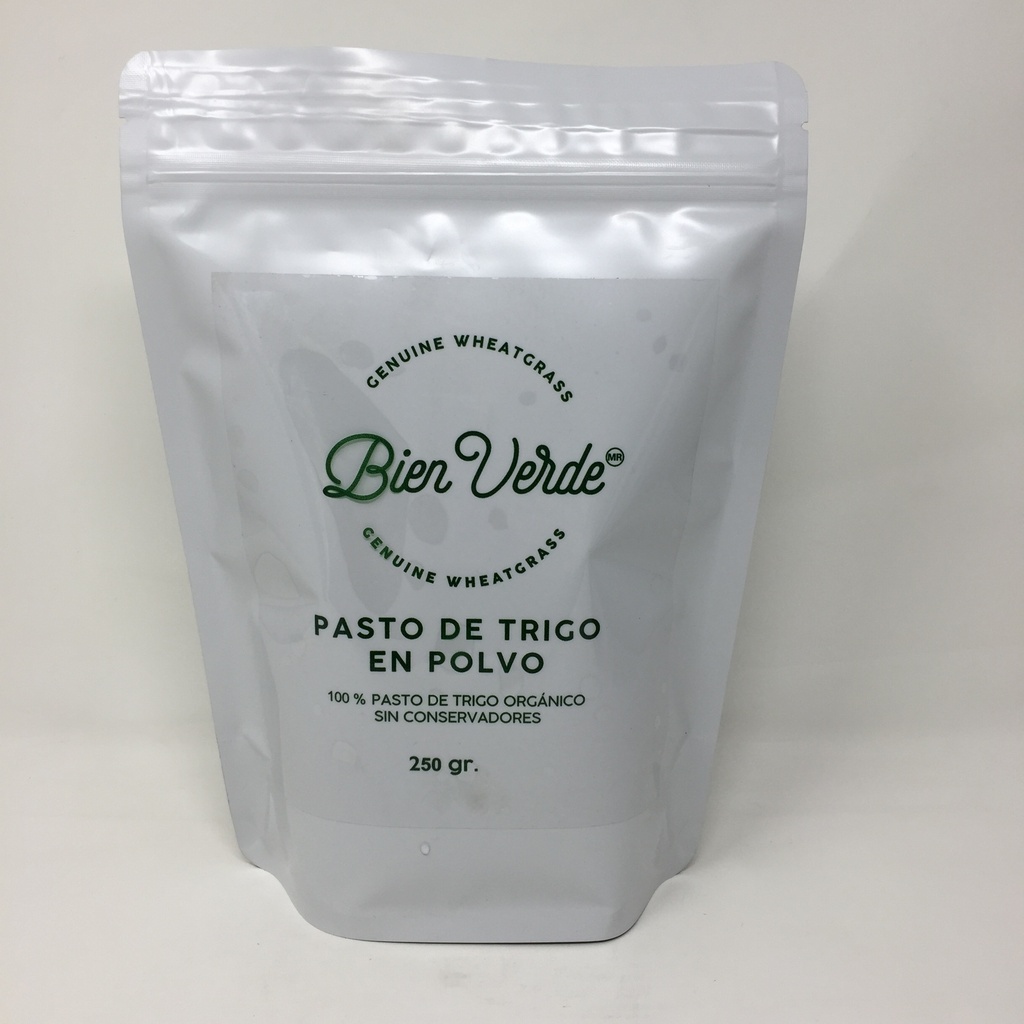 GENUINE WHEATGRASS
Bien Verde MR
GENUINE WHEATGRASS
PASTO DE TRIGO
EN POLVO
100 % PASTO DE TRIGO ORGÁNICO
SIN CONSERVADORES
250 gr.